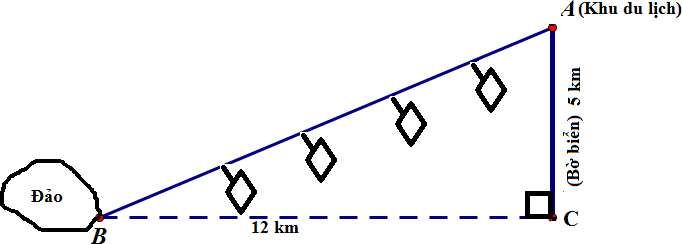 A (Khu du lịch)
Đảo
(Bờ biển) 5 km
B
12 km
C